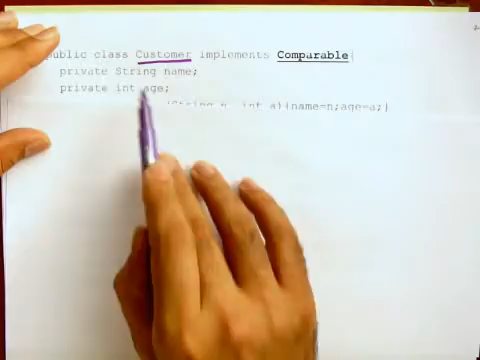 public class Customer implements Comparable{
private String name;
private int age;
(String n, int a){name=n;age=a;}